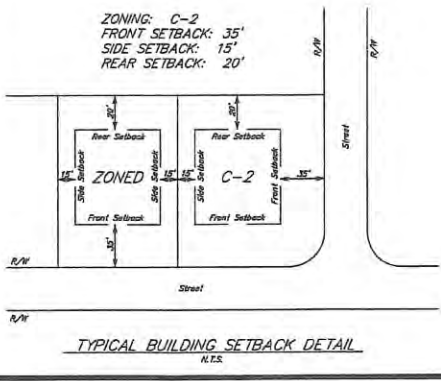 ZONING: C-2
FRONT SETBACK: 35'
SIDE SETBACK: 15'
REAR SETBACK: 20'
R/W
R/W
Street
20'
Rear Setback
15'
Side Setback
ZONED
Side Setback
15'
Front Setback
35'
20'
Rear Setback
15'
Side Setback
C-2
Front Setback
35'
Side Setback
R/W
Street
R/W
TYPICAL BUILDING SETBACK DETAIL
N.T.S.